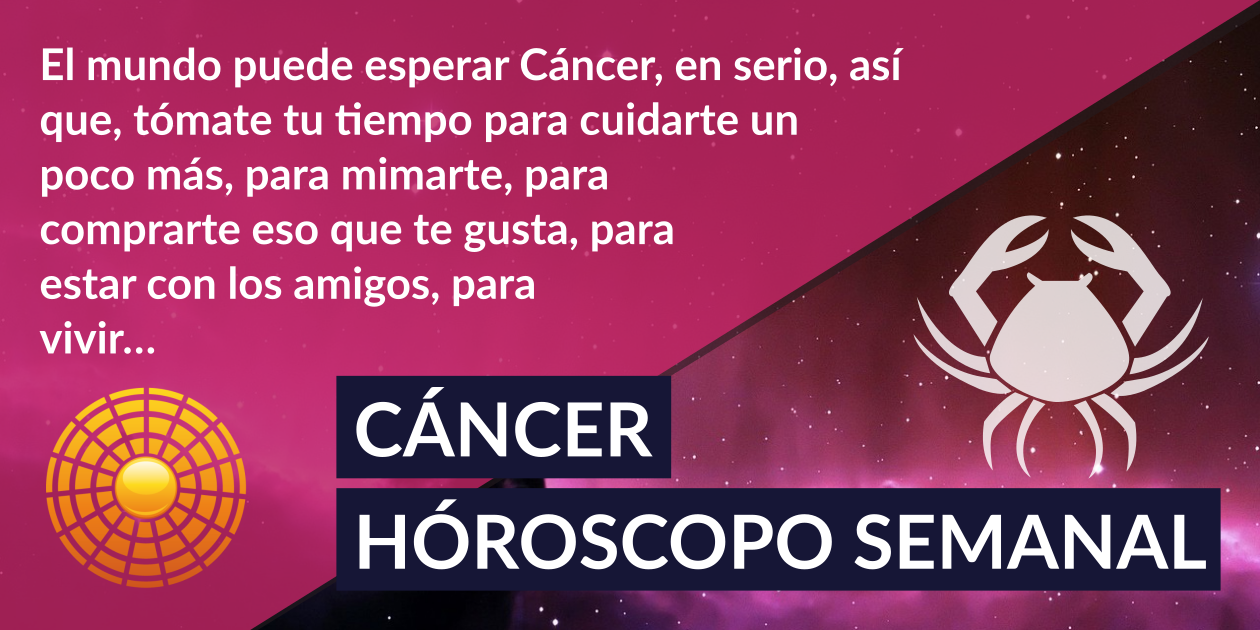 El mundo puede esperar Cáncer, en serio, así
que, tómate tu tiempo para cuidarte un
poco más, para mimarte, para
comprarte eso que te gusta, para
estar con los amigos, para
vivir...
CÁNCER
HÓROSCOPO SEMANAL